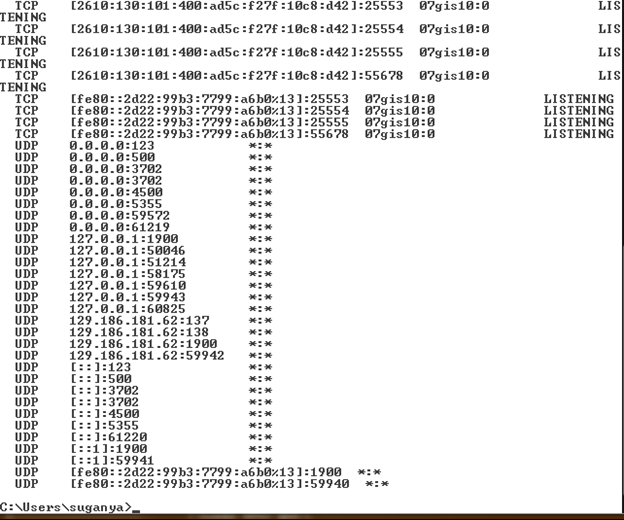 TCP [2610:130:101:400:ad5c:f27f:10c8:d42]:25553 07gis10:0 LIS
TENING
TCP [2610:130:101:400:ad5c:f27f:10c8:d42]:25554 07gis10:0 LIS
TENING
TCP [2610:130:101:400:ad5c:f27f:10c8:d42]:25555 07gis10:0 LIS
TENING
TCP [2610:130:101:400:ad5c:f27f:10c8:d42]:55678 07gis10:0 LIS
TENING
TCP [fe80::2d22:99b3:7799:a6b0%13]:25553 07gis10:0 LISTENING
TCP [fe80::2d22:99b3:7799:a6b0%13]:25554 07gis10:0 LISTENING
TCP [fe80::2d22:99b3:7799:a6b0%13]:25555 07gis10:0 LISTENING
TCP [fe80::2d22:99b3:7799:a6b0%13]:55678 07gis10:0 LISTENING
UDP 0.0.0.0:123 *:*
UDP 0.0.0.0:500 *:*
UDP 0.0.0.0:3702 *:*
UDP 0.0.0.0:3702 *:*
UDP 0.0.0.0:4500 *:*
UDP 0.0.0.0:5355 *:*
UDP 0.0.0.0:59572 *:*
UDP 0.0.0.0:61219 *:*
UDP 127.0.0.1:1900 *:*
UDP 127.0.0.1:50046 *:*
UDP 127.0.0.1:51214 *:*
UDP 127.0.0.1:58175 *:*
UDP 127.0.0.1:59610 *:*
UDP 127.0.0.1:59943 *:*
UDP 127.0.0.1:60825 *:*
UDP 129.186.181.62:137 *:*
UDP 129.186.181.62:138 *:*
UDP 129.186.181.62:1900 *:*
UDP 129.186.181.62:59942 *:*
UDP [::]:123 *:*
UDP [::]:500 *:*
UDP [::]:3702 *:*
UDP [::]:3702 *:*
UDP [::]:4500 *:*
UDP [::]:5355 *:*
UDP [::]:61220 *:*
UDP [::1]:1900 *:*
UDP [::1]:59941 *:*
UDP [fe80::2d22:99b3:7799:a6b0%13]:1900 *:*
UDP [fe80::2d22:99b3:7799:a6b0%13]:59940 *:*
C:\Users\suganya>_